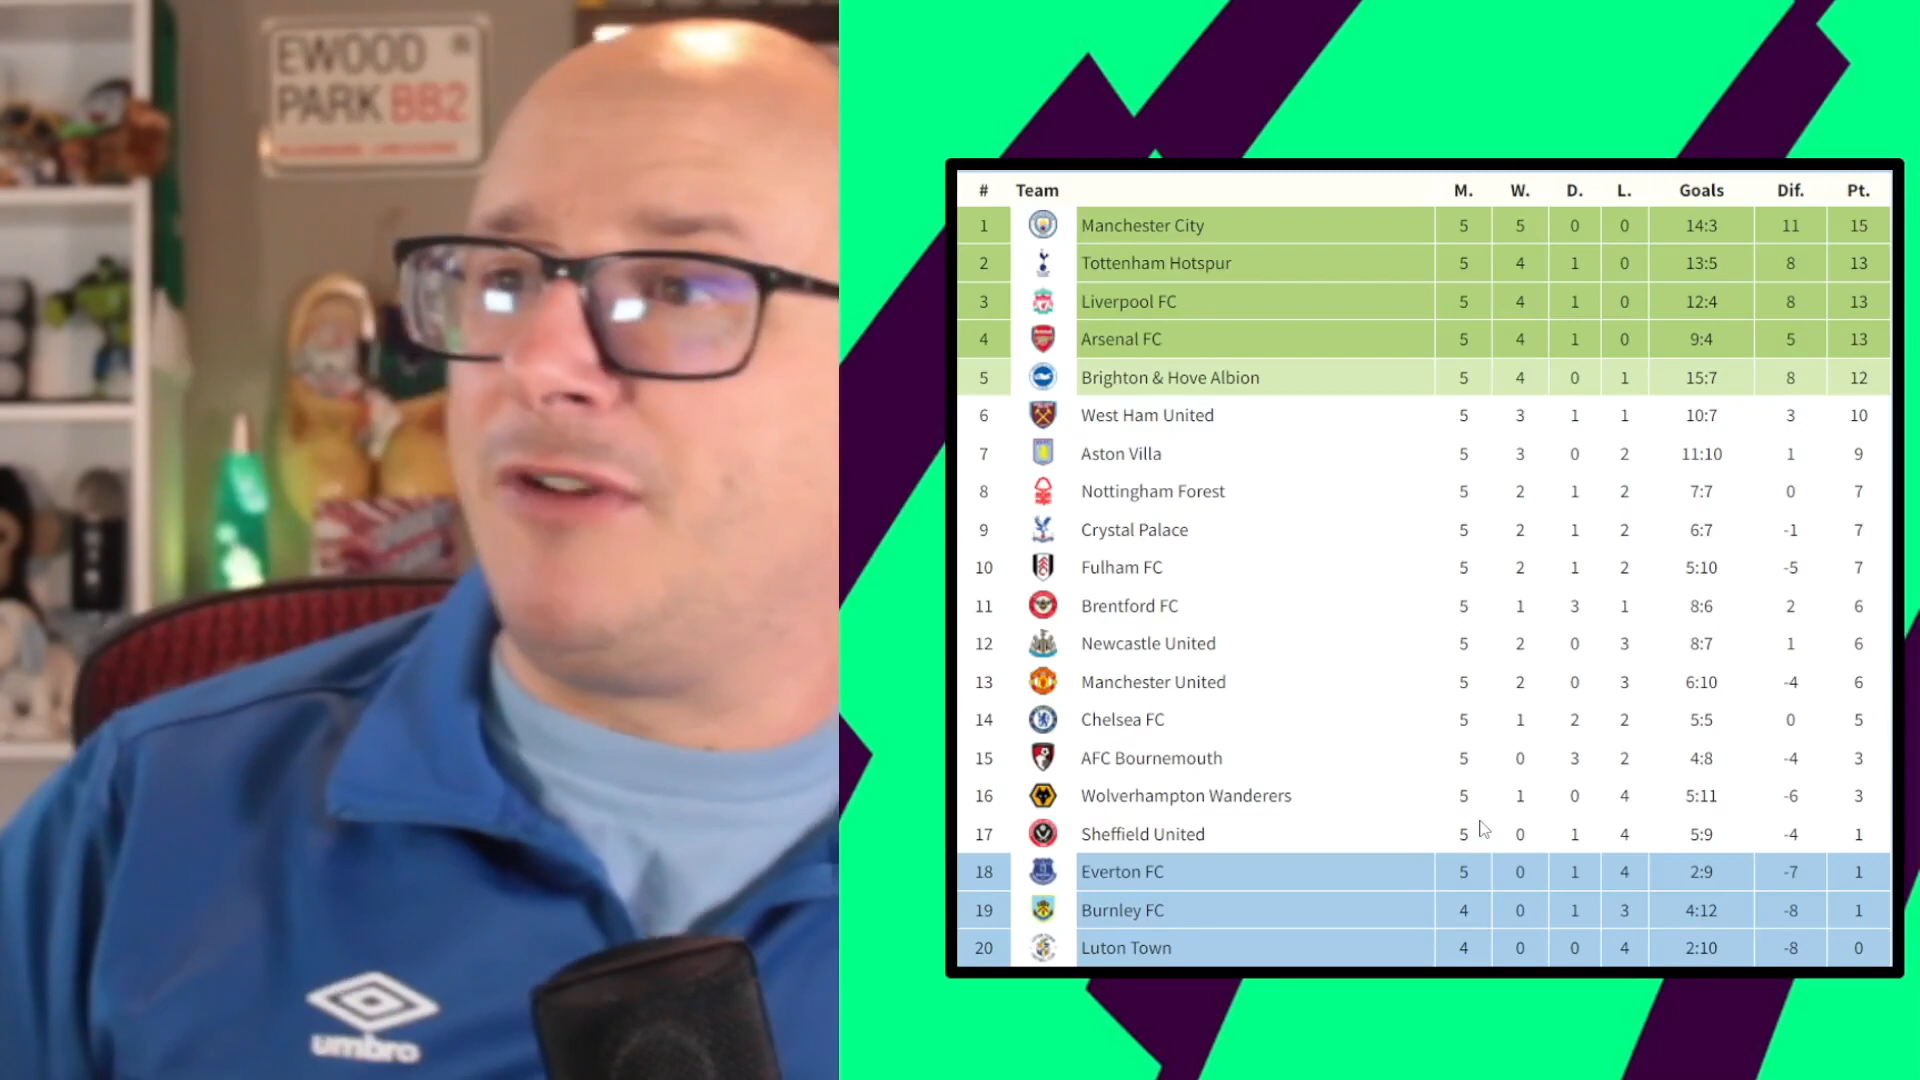 EWOOD
PARK BB2
umbro
# Team M. W. D. L. Goals Dif. Pt.
1 Manchester City 5 5 0 0 14:3 11 15
2 Tottenham Hotspur 5 4 1 0 13:5 8 13
3 Liverpool FC 5 4 1 0 12:4 8 13
4 Arsenal FC 5 4 1 0 9:4 5 13
5 Brighton & Hove Albion 5 4 0 1 15:7 8 12
6 West Ham United 5 3 1 1 10:7 3 10
7 Aston Villa 5 3 0 2 11:10 1 9
8 Nottingham Forest 5 2 1 2 7:7 0 7
9 Crystal Palace 5 2 1 2 6:7 -1 7
10 Fulham FC 5 2 1 2 5:10 -5 7
11 Brentford FC 5 1 3 1 8:6 2 6
12 Newcastle United 5 2 0 3 8:7 1 6
13 Manchester United 5 2 0 3 6:10 -4 6
14 Chelsea FC 5 1 2 2 5:5 0 5
15 AFC Bournemouth 5 0 3 2 4:8 -4 3
16 Wolverhampton Wanderers 5 1 0 4 5:11 -6 3
17 Sheffield United 5 0 1 4 5:9 -4 1
18 Everton FC 5 0 1 4 2:9 -7 1
19 Burnley FC 4 0 1 3 4:12 -8 1
20 Luton Town 4 0 0 4 2:10 -8 0